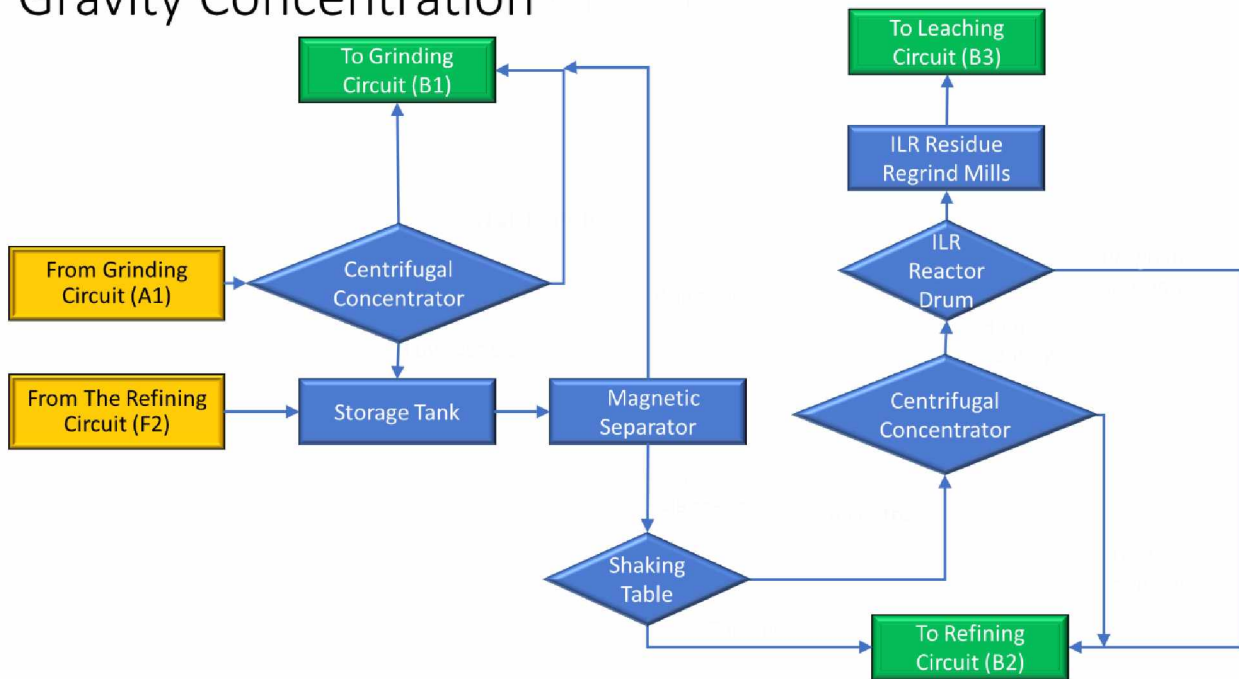 Gravity Concentration
To Grinding
Circuit (B1)
To Leaching
Circuit (B3)
ILR Residue
Regrind Mills
From Grinding
Circuit (A1)
Centrifugal
Concentrator
ILR
Reactor
Drum
From The Refining
Circuit (F2)
Storage Tank
Magnetic
Separator
Centrifugal
Concentrator
Shaking
Table
To Refining
Circuit (B2)